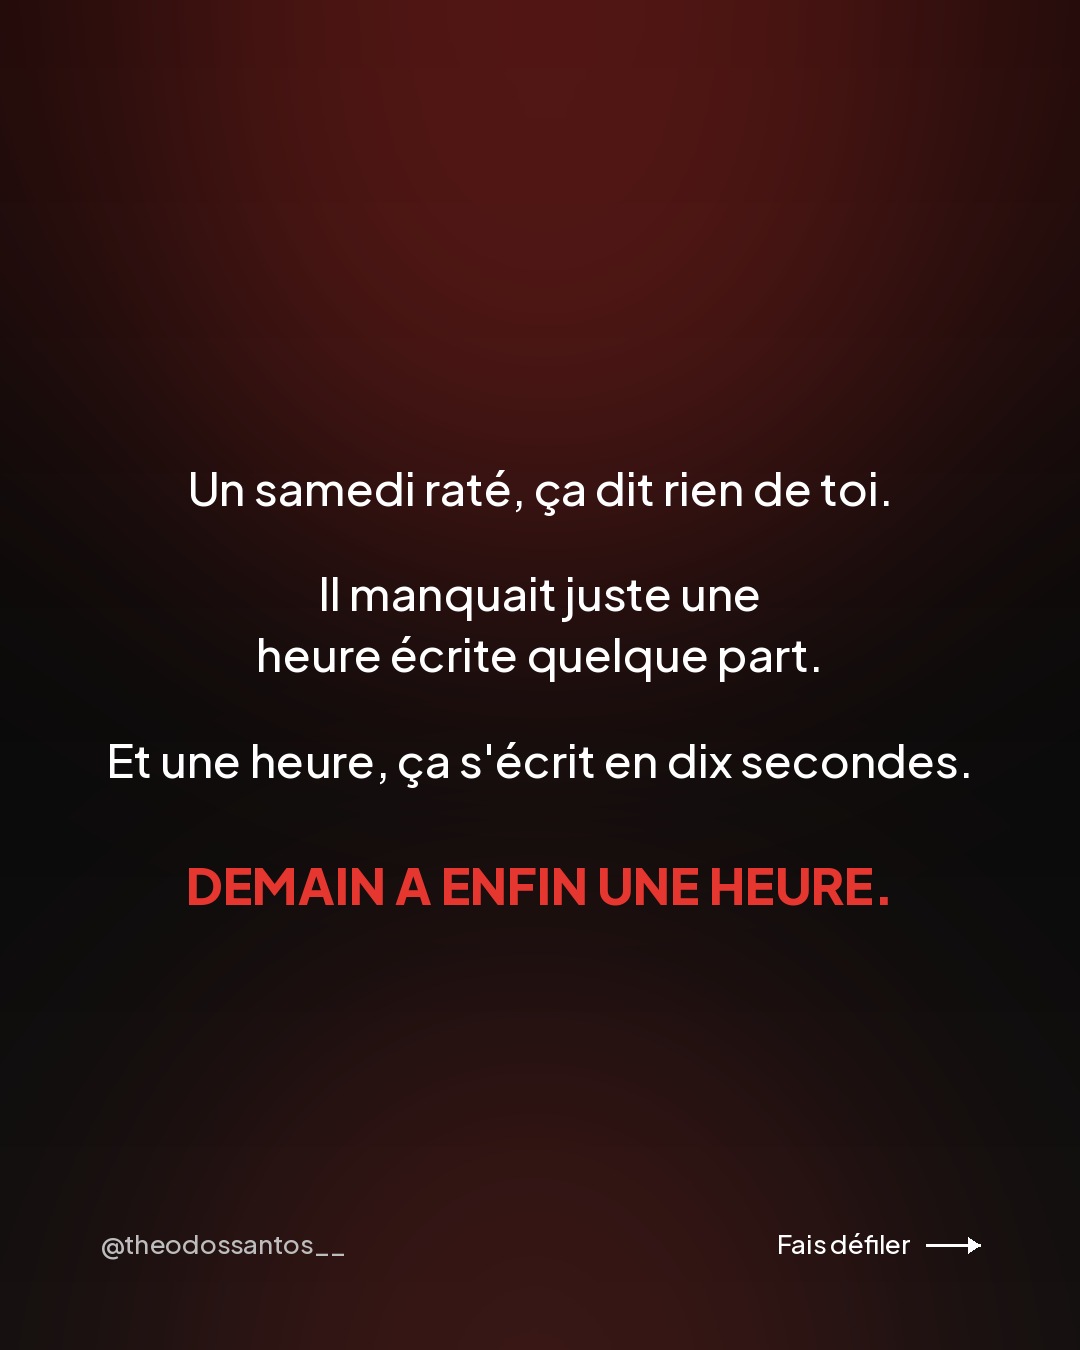 Un samedi raté, ça dit rien de toi.
Il manquait juste une
heure écrite quelque part.
Et une heure, ça s'écrit en dix secondes.
DEMAIN A ENFIN UNE HEURE.
@theodossantos__
Fais défiler